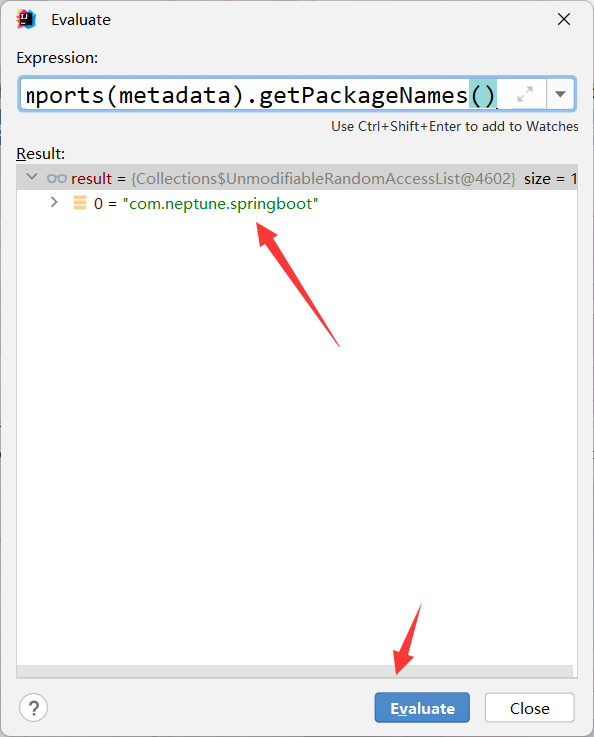 Evaluate
Expression:
mports(metadata).getPackageNames()
Use Ctrl+Shift+Enter to add to Watches
Result:
result = {Collections$UnmodifiableRandomAccessList@4602} size = 1
0 = "com.neptune.springboot"
? Evaluate Close